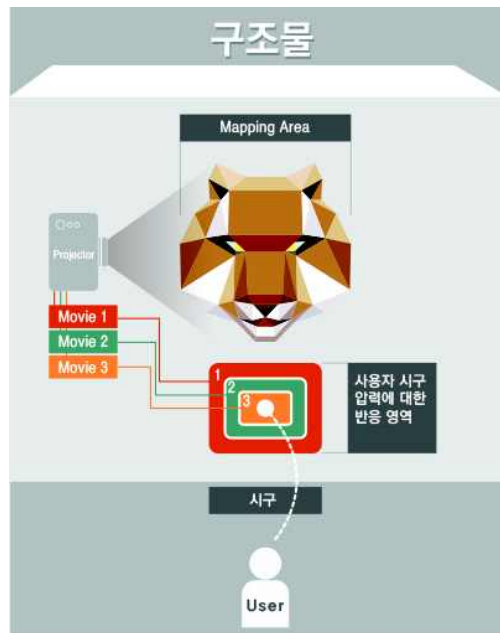 구조물
Mapping Area
Projector
Movie 1
Movie 2
Movie 3
1
2
3
사용자 시구
압력에 대한
반응 영역
시구
User